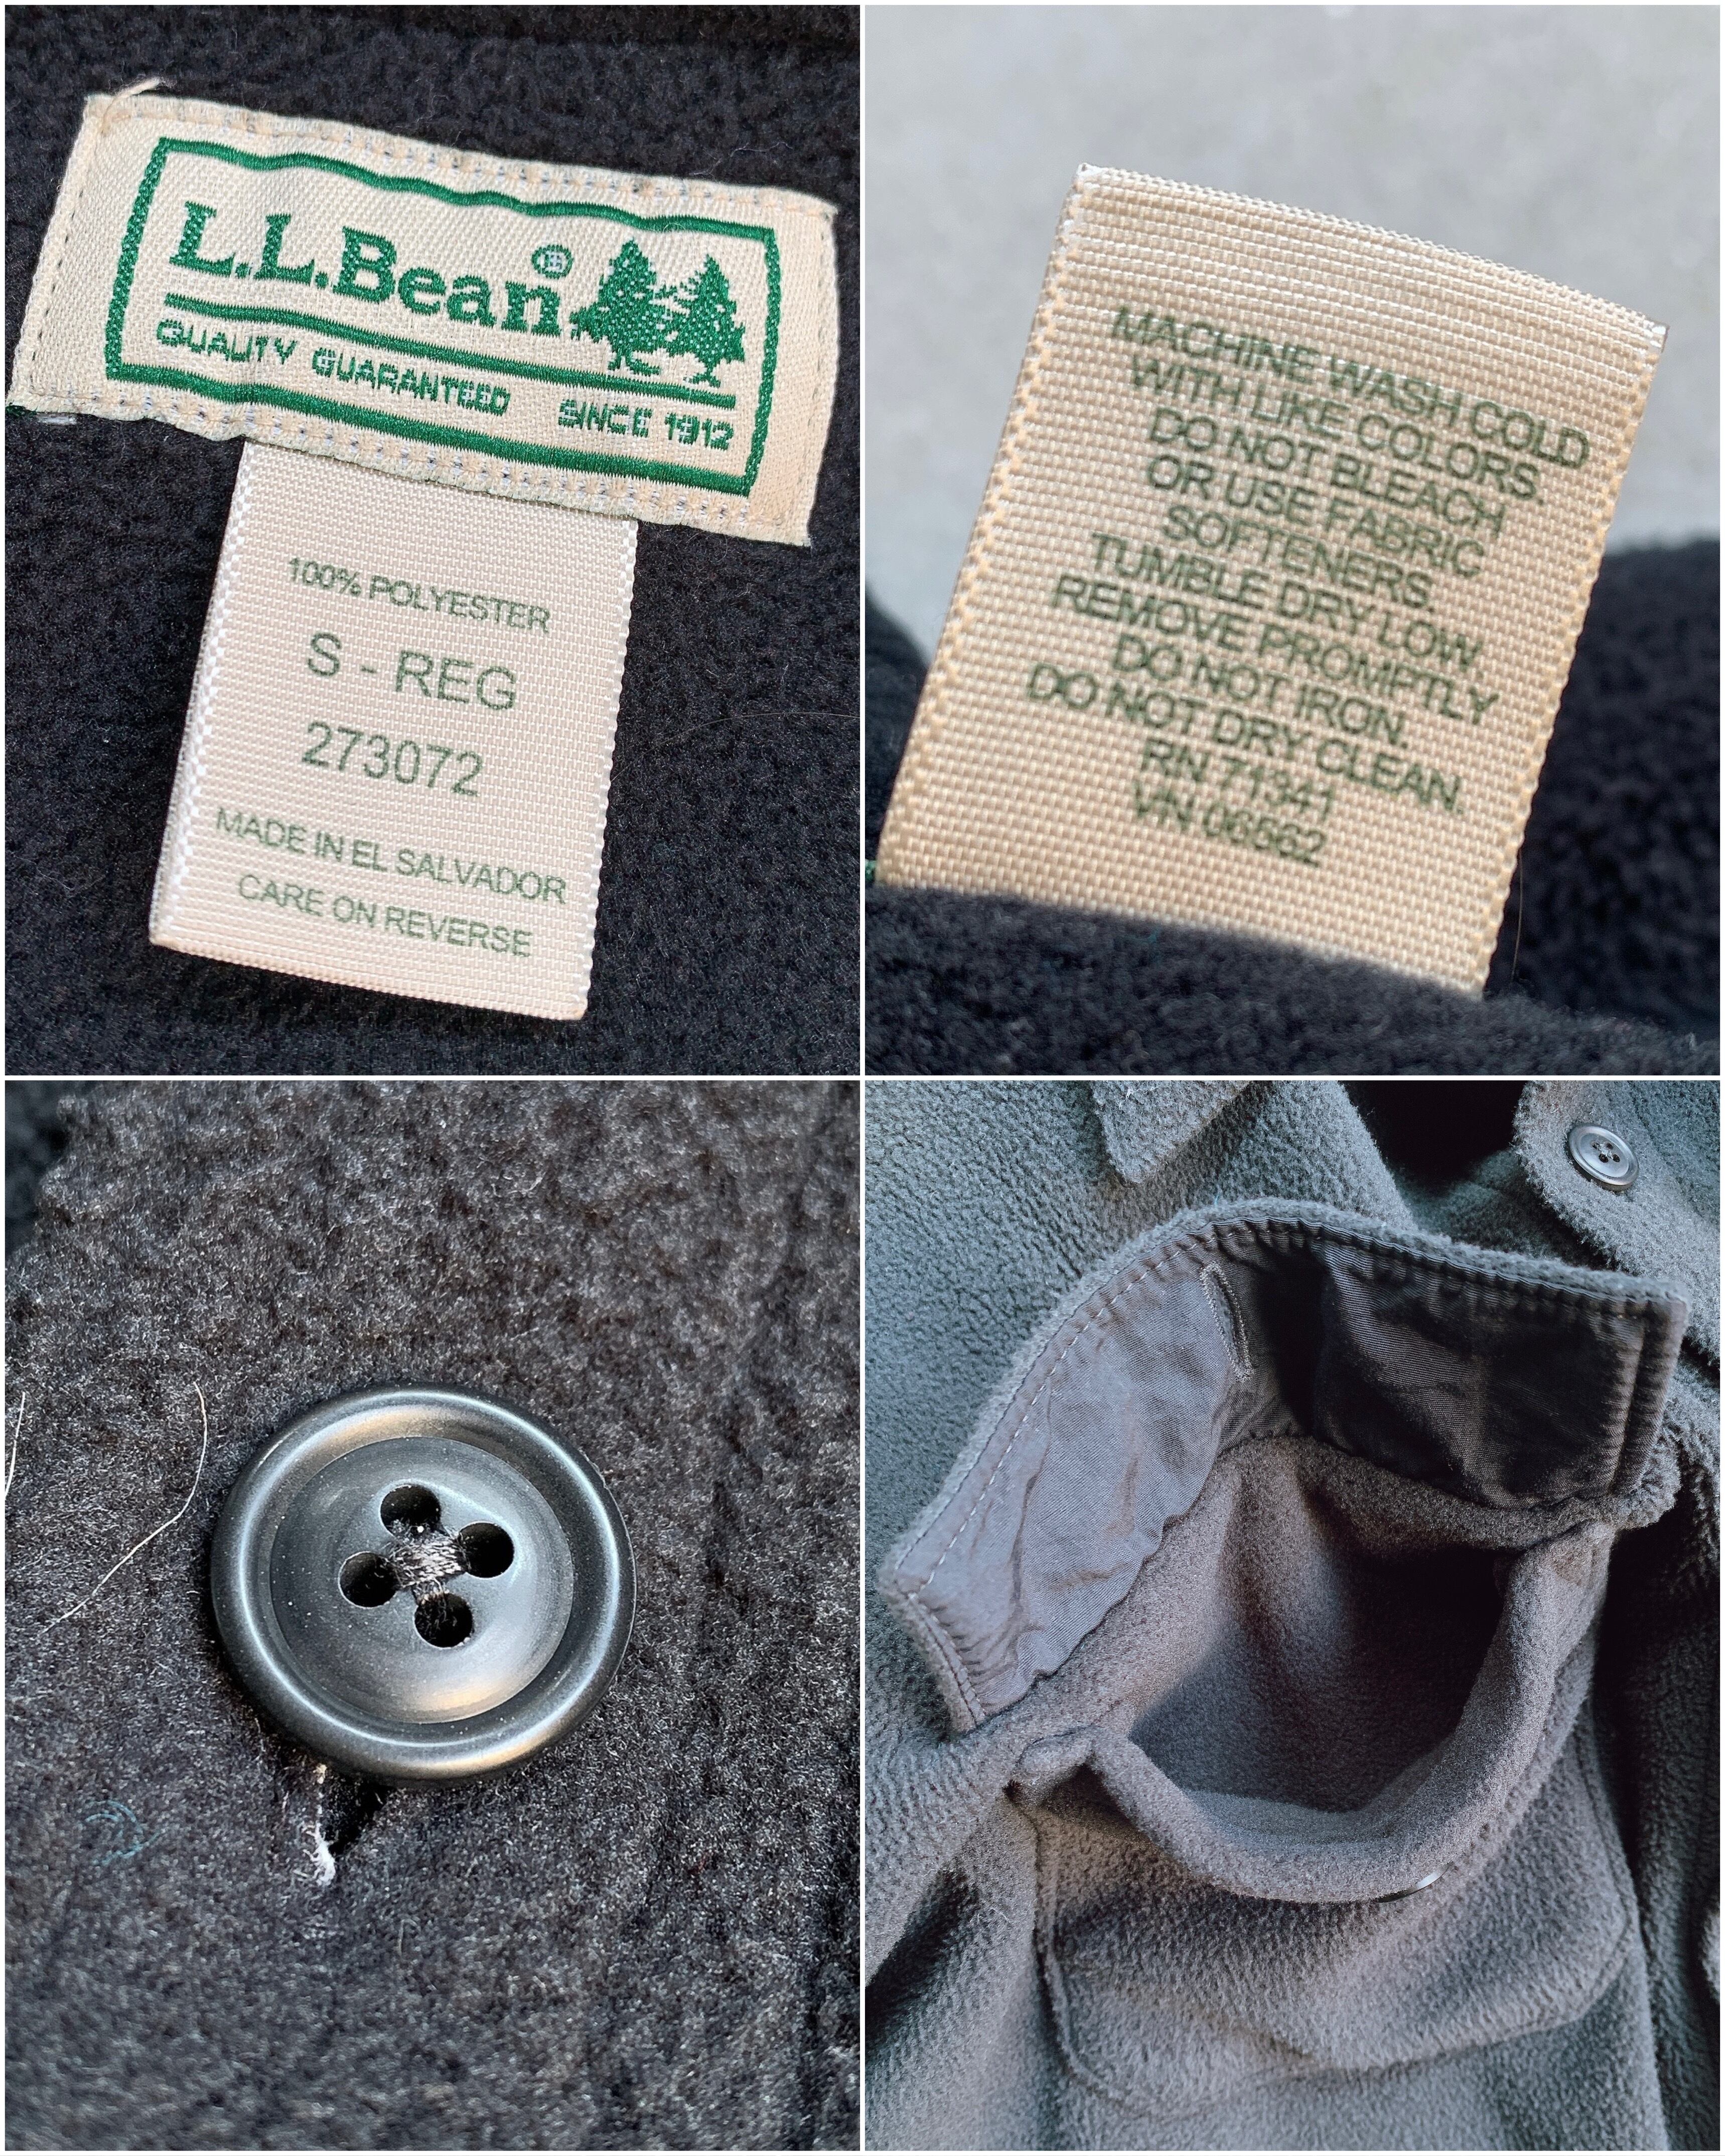 L.L.Bean®
QUALITY GUARANTEED SINCE 1912
100% POLYESTER
S - REG
273072
MADE IN EL SALVADOR
CARE ON REVERSE
MACHINE WASH COLD
WITH LIKE COLORS.
DO NOT BLEACH
OR USE FABRIC
SOFTENERS.
TUMBLE DRY LOW.
REMOVE PROMPTLY
DO NOT IRON.
DO NOT DRY CLEAN.
RN 71341
VN 06562